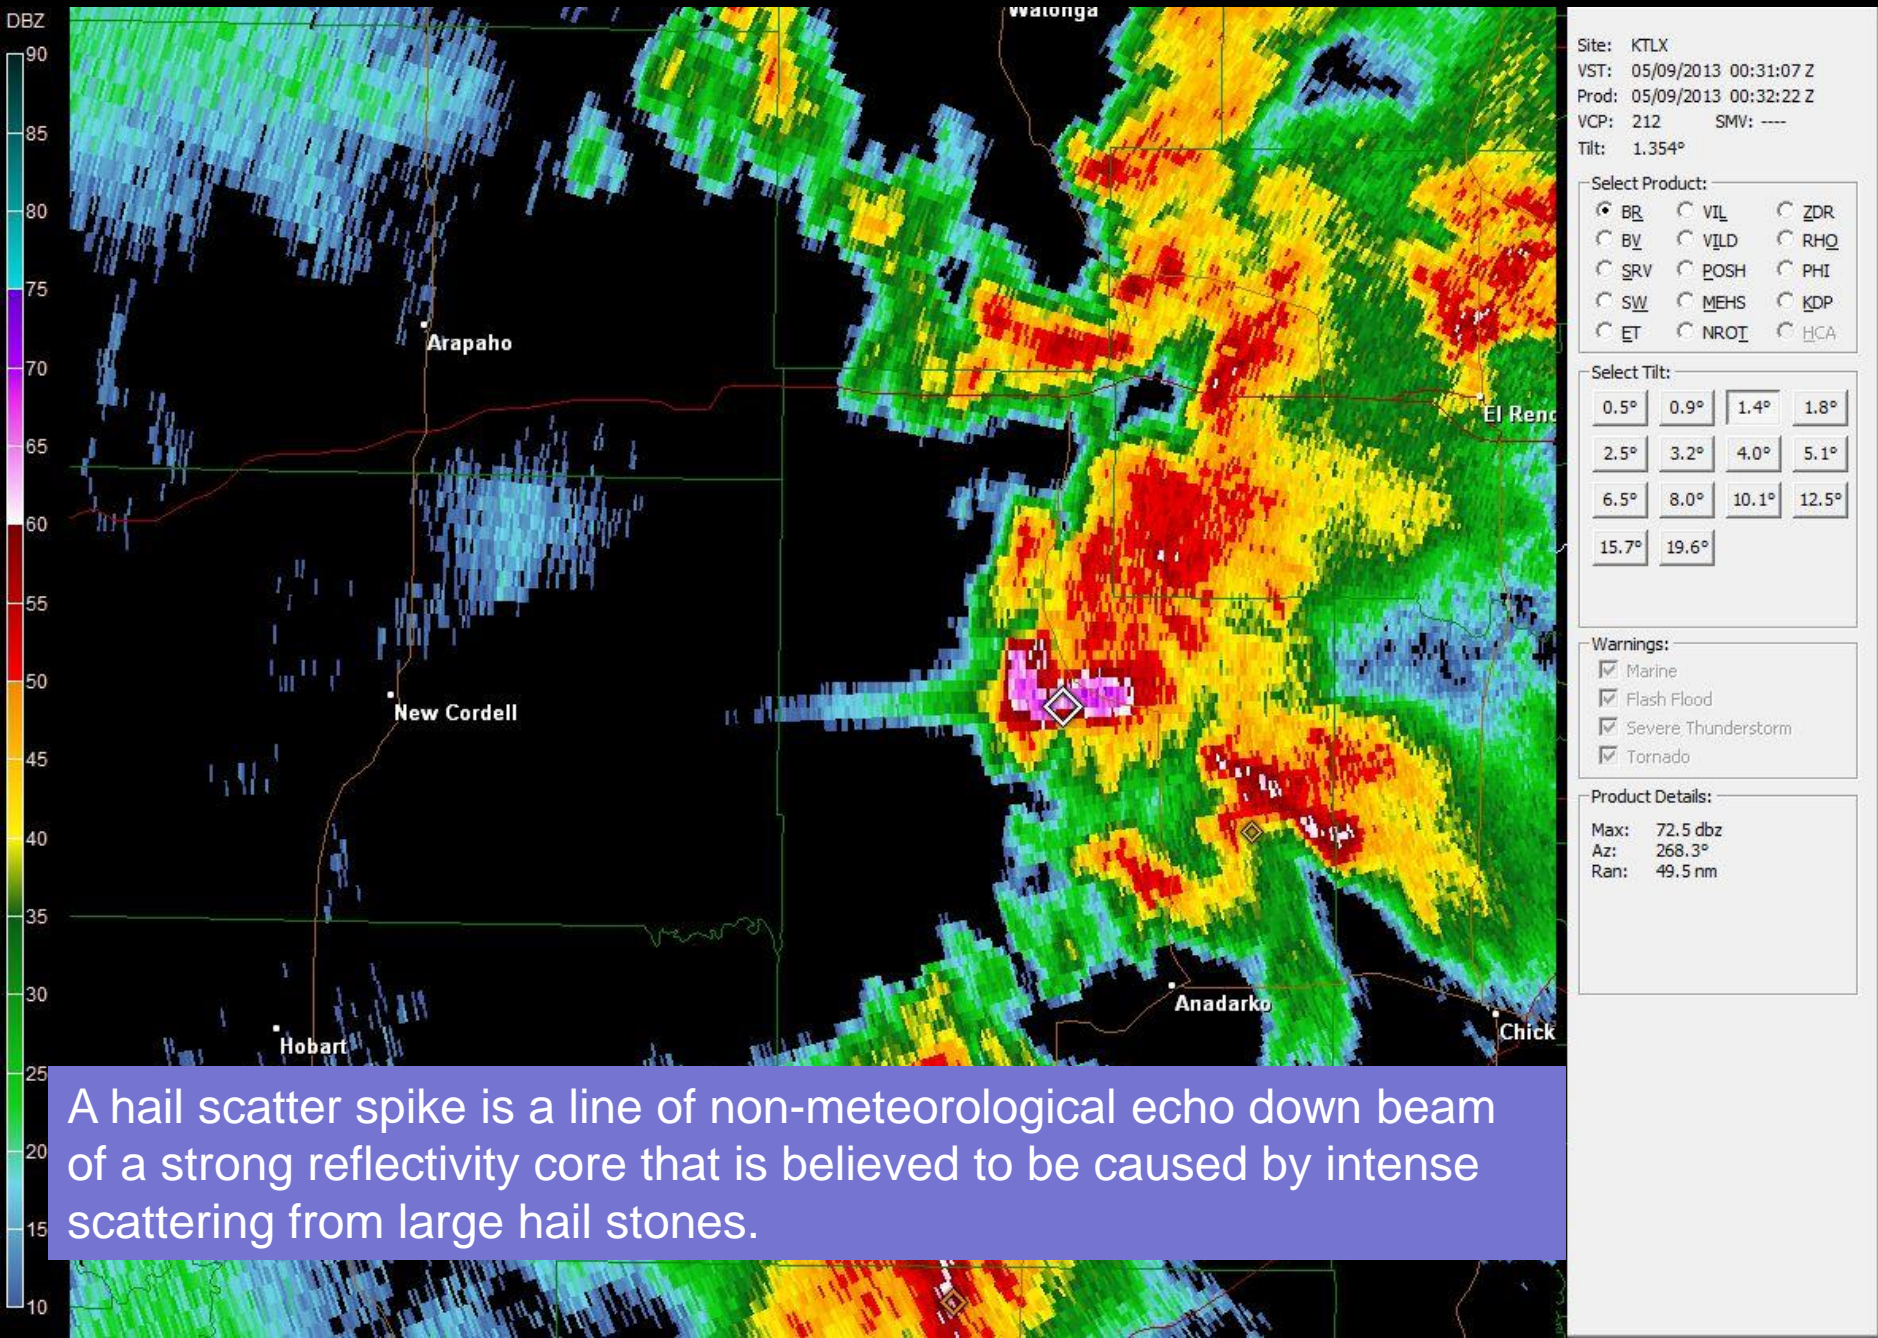 DBZ
90
85
80
75
70
65
60
55
50
45
40
35
30
25
20
15
10
Watonga
Arapaho
El Reno
New Cordell
Anadarko
Chick
Hobart
A hail scatter spike is a line of non-meteorological echo down beam
of a strong reflectivity core that is believed to be caused by intense
scattering from large hail stones.
Site: KTLX
VST: 05/09/2013 00:31:07 Z
Prod: 05/09/2013 00:32:22 Z
VCP: 212 SMV: ----
Tilt: 1.354°
Select Product:
BR VIL ZDR
BV VILD RHO
SRV POSH PHI
SW MEHS KDP
ET NROT HCA
Select Tilt:
0.5° 0.9° 1.4° 1.8°
2.5° 3.2° 4.0° 5.1°
6.5° 8.0° 10.1° 12.5°
15.7° 19.6°
Warnings:
Marine
Flash Flood
Severe Thunderstorm
Tornado
Product Details:
Max: 72.5 dbz
Az: 268.3°
Ran: 49.5 nm